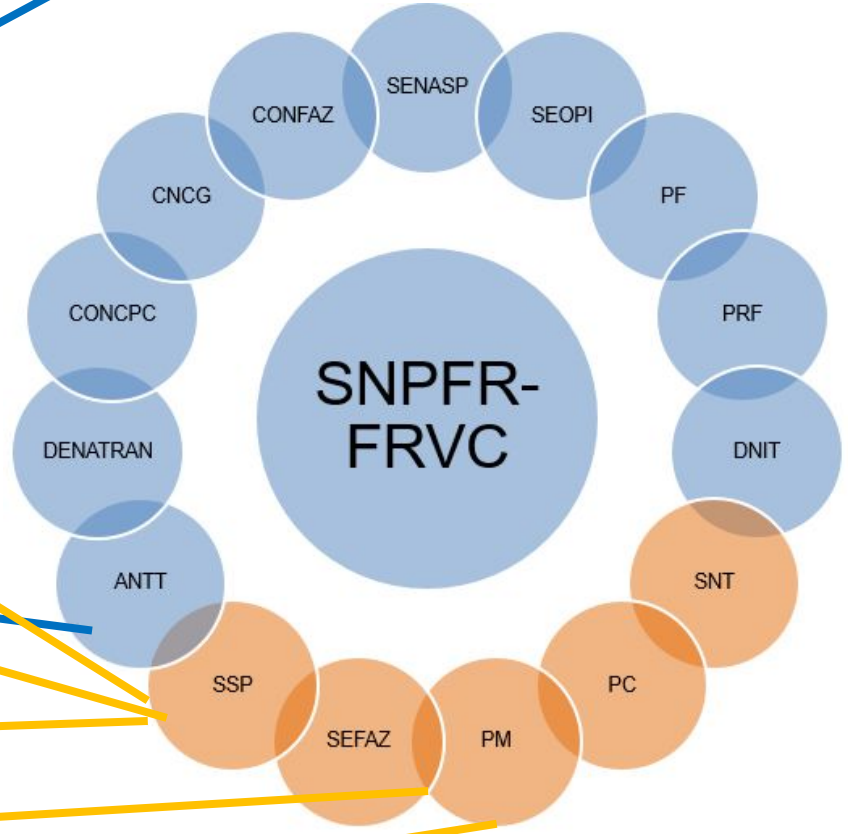 SENASP
SEOPI
PF
PRF
DNIT
SNT
PC
PM
SEFAZ
SSP
ANTT
DENATRAN
CONCPC
CNCG
CONFAZ
SNPFR-
FRVC